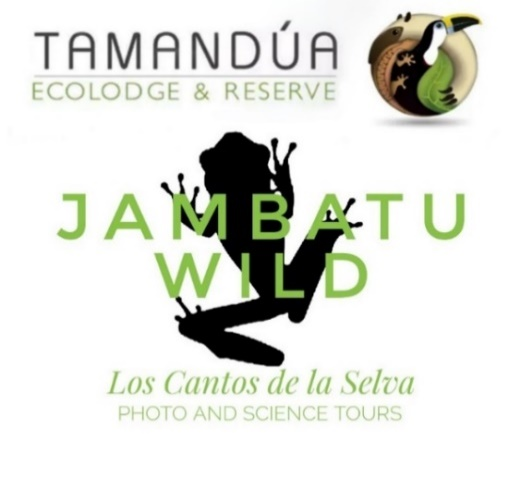 TAMANDÚA
ECOLODGE & RESERVE
JAMBATU
WILD
Los Cantos de la Selva
PHOTO AND SCIENCE TOURS